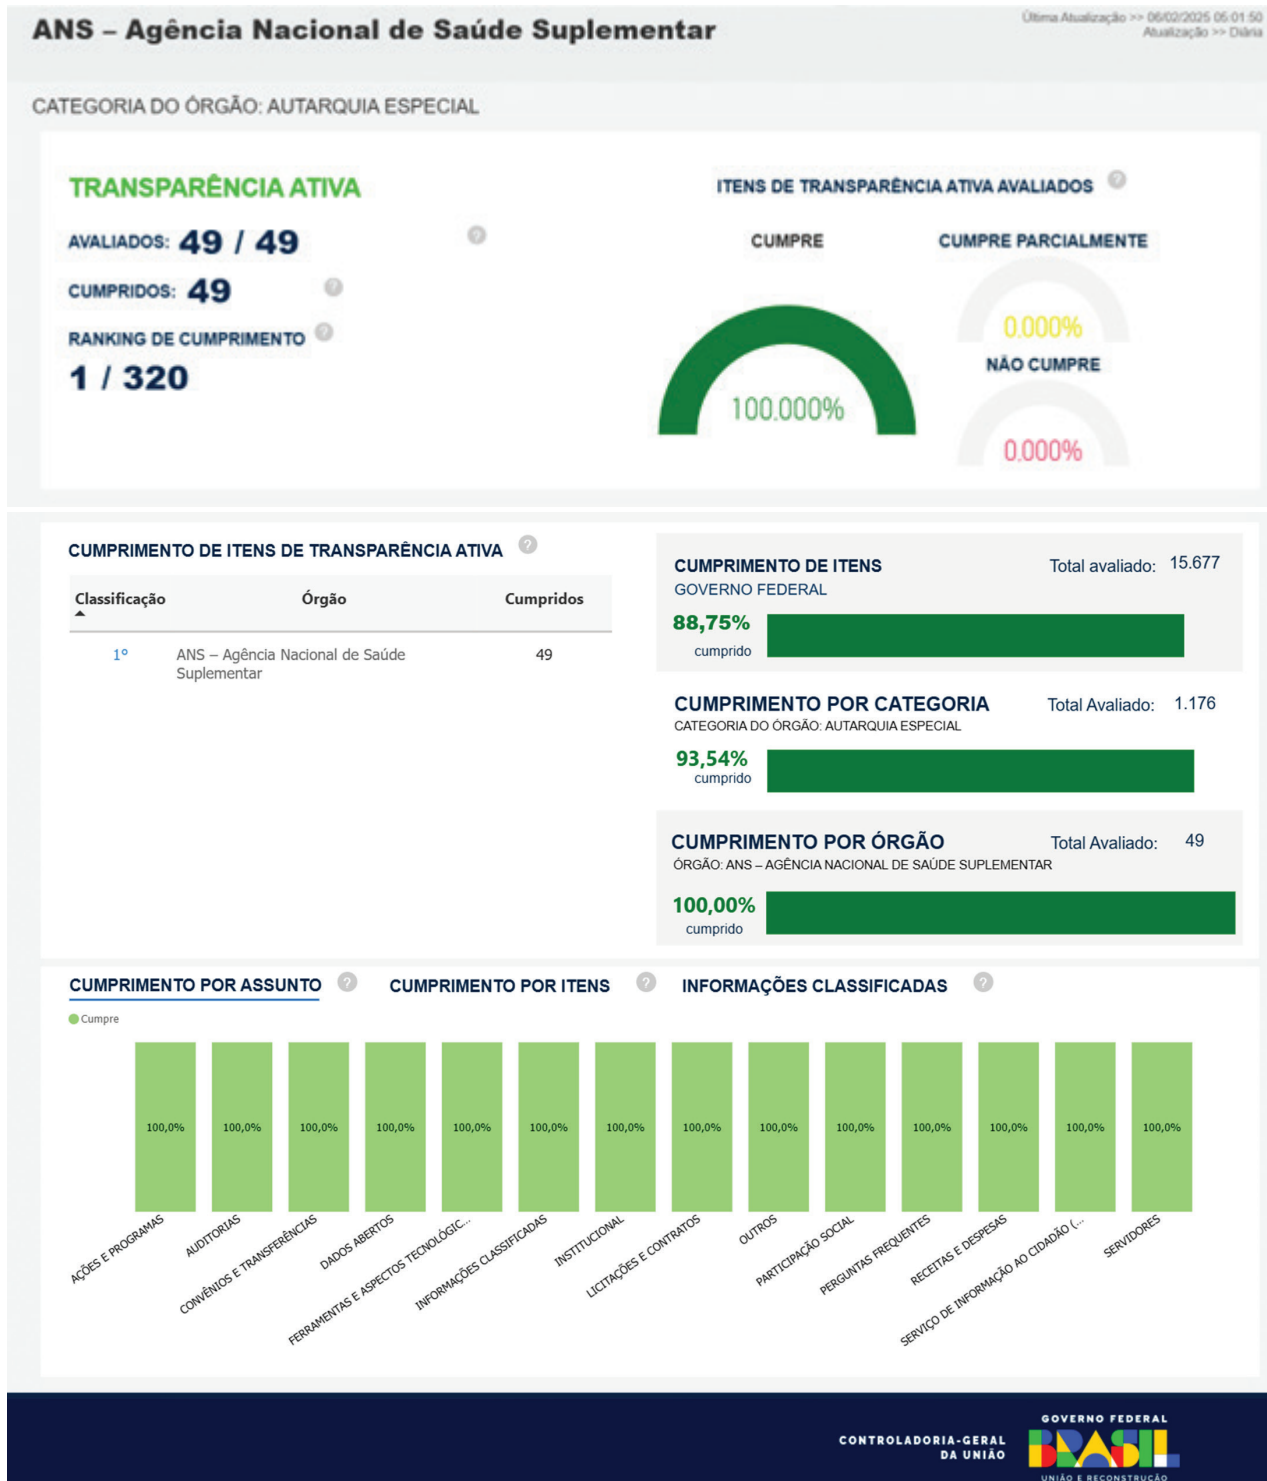 ANS – Agência Nacional de Saúde Suplementar
Última Atualização >> 06/02/2025 05:01:50
Atualização >> Diária
CATEGORIA DO ÓRGÃO: AUTARQUIA ESPECIAL
TRANSPARÊNCIA ATIVA
AVALIADOS: 49 / 49
?
CUMPRIDOS: 49
?
RANKING DE CUMPRIMENTO
?
1 / 320
ITENS DE TRANSPARÊNCIA ATIVA AVALIADOS
?
CUMPRE
100.000%
CUMPRE PARCIALMENTE
0.000%
NÃO CUMPRE
0.000%
CUMPRIMENTO DE ITENS DE TRANSPARÊNCIA ATIVA
?
Classificação Órgão Cumpridos
1º ANS – Agência Nacional de Saúde 49
Suplementar
CUMPRIMENTO DE ITENS Total avaliado: 15.677
GOVERNO FEDERAL
88,75%
cumprido
CUMPRIMENTO POR CATEGORIA Total Avaliado: 1.176
CATEGORIA DO ÓRGÃO: AUTARQUIA ESPECIAL
93,54%
cumprido
CUMPRIMENTO POR ÓRGÃO Total Avaliado: 49
ÓRGÃO: ANS – AGÊNCIA NACIONAL DE SAÚDE SUPLEMENTAR
100,00%
cumprido
CUMPRIMENTO POR ASSUNTO ? CUMPRIMENTO POR ITENS ? INFORMAÇÕES CLASSIFICADAS ?
Cumpre
100,0% 100,0% 100,0% 100,0% 100,0% 100,0% 100,0% 100,0% 100,0% 100,0% 100,0% 100,0% 100,0% 100,0%
AÇÕES E PROGRAMAS
AUDITORIAS
CONVÊNIOS E TRANSFERÊNCIAS
DADOS ABERTOS
FERRAMENTAS E ASPECTOS TECNOLÓGIC...
INFORMAÇÕES CLASSIFICADAS
INSTITUCIONAL
LICITAÇÕES E CONTRATOS
OUTROS
PARTICIPAÇÃO SOCIAL
PERGUNTAS FREQUENTES
RECEITAS E DESPESAS
SERVIÇO DE INFORMAÇÃO AO CIDADÃO (...
SERVIDORES
CONTROLADORIA-GERAL
DA UNIÃO
GOVERNO FEDERAL
BRASIL
UNIÃO E RECONSTRUÇÃO